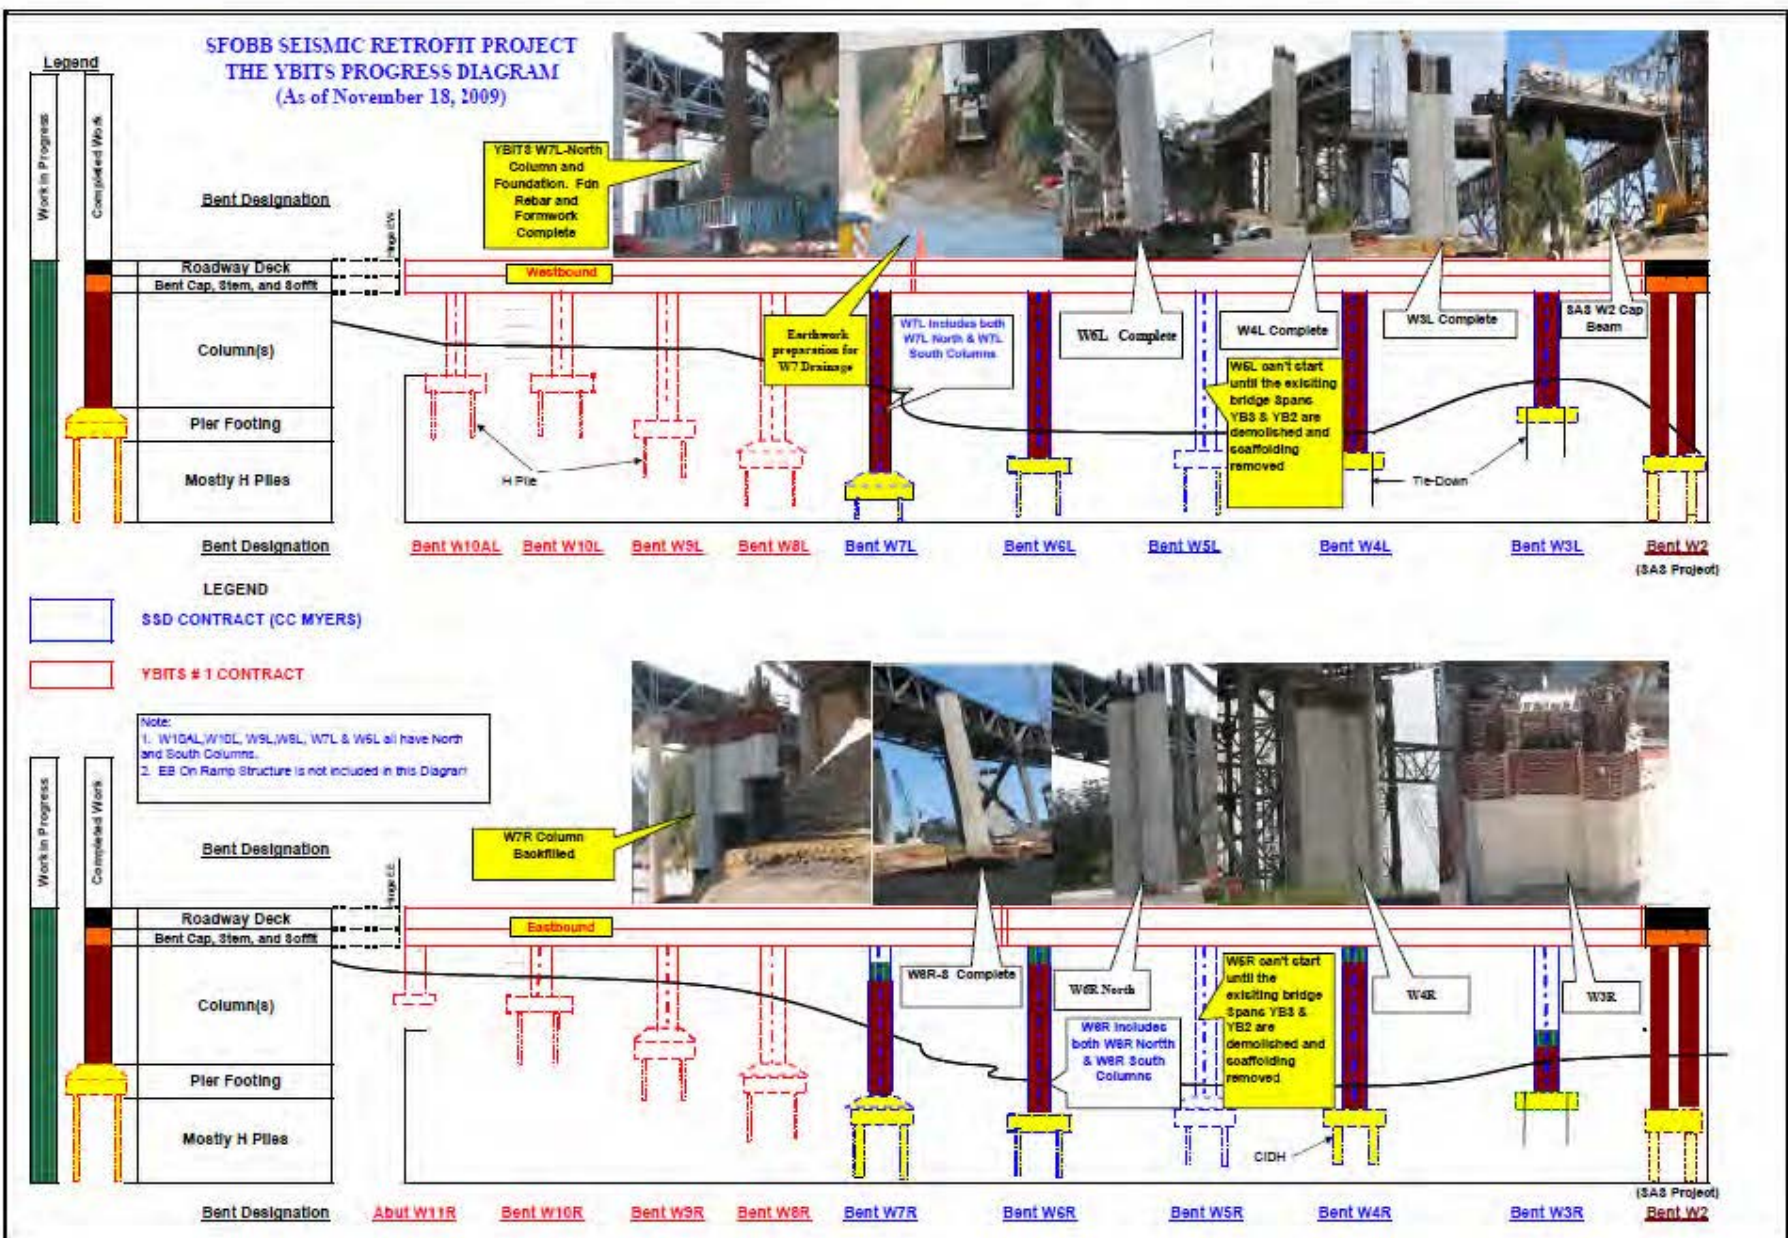 SFOBB SEISMIC RETROFIT PROJECT
THE YBITS PROGRESS DIAGRAM
(As of November 18, 2009)
Legend
Work in Progress
Completed Work
Bent Designation
YBITS W7L-North
Column and
Foundation. Fdn
Rebar and
Formwork
Complete
Roadway Deck
Bent Cap, Stem, and Soffit
Column(s)
Pier Footing
Mostly H Piles
Westbound
Earthwork
preparation for
W7 Drainage
W7L Includes both
W7L North & W7L
South Columns
W6L Complete
W4L Complete
W3L Complete
SAS W2 Cap
Beam
W5L can't start
until the exisiting
bridge Spans
YB3 & YB2 are
demolished and
scaffolding
removed
H Pile
Tie-Down
Bent Designation
Bent W10AL
Bent W10L
Bent W9L
Bent W8L
Bent W7L
Bent W6L
Bent W5L
Bent W4L
Bent W3L
Bent W2
(SAS Project)
LEGEND
SSD CONTRACT (CC MYERS)
YBITS # 1 CONTRACT
Note:
1. W10AL,W10L, W9L,W8L, W7L & W5L all have North
and South Columns.
2. EB On Ramp Structure is not included in this Diagram
Work in Progress
Completed Work
Bent Designation
W7R Column
Backfilled
Roadway Deck
Bent Cap, Stem, and Soffit
Column(s)
Pier Footing
Mostly H Piles
Eastbound
W6R-S Complete
W6R North
W6R Includes
both W6R North
& W6R South
Columns
W5R can't start
until the
exisiting bridge
Spans YB3 &
YB2 are
demolished and
scaffolding
removed
W4R
W3R
CIDH
(SAS Project)
Bent Designation
Abut W11R
Bent W10R
Bent W9R
Bent W8R
Bent W7R
Bent W6R
Bent W5R
Bent W4R
Bent W3R
Bent W2